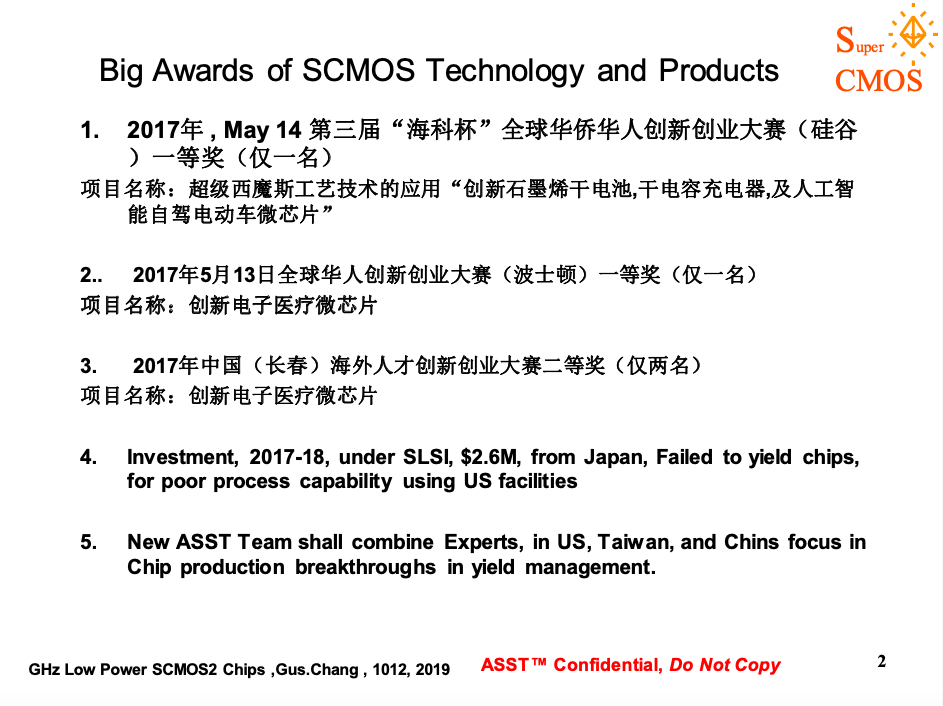 Super
CMOS
Big Awards of SCMOS Technology and Products
1. 2017年 , May 14 第三届“海科杯”全球华侨华人创新创业大赛（硅谷
）一等奖（仅一名）
项目名称：超级西魔斯工艺技术的应用“创新石墨烯干电池,干电容充电器,及人工智
能自驾电动车微芯片”
2.. 2017年5月13日全球华人创新创业大赛（波士顿）一等奖（仅一名）
项目名称：创新电子医疗微芯片
3. 2017年中国（长春）海外人才创新创业大赛二等奖（仅两名）
项目名称：创新电子医疗微芯片
4. Investment, 2017-18, under SLSI, $2.6M, from Japan, Failed to yield chips,
for poor process capability using US facilities
5. New ASST Team shall combine Experts, in US, Taiwan, and Chins focus in
Chip production breakthroughs in yield management.
GHz Low Power SCMOS2 Chips ,Gus.Chang , 1012, 2019
ASST™ Confidential, Do Not Copy
2